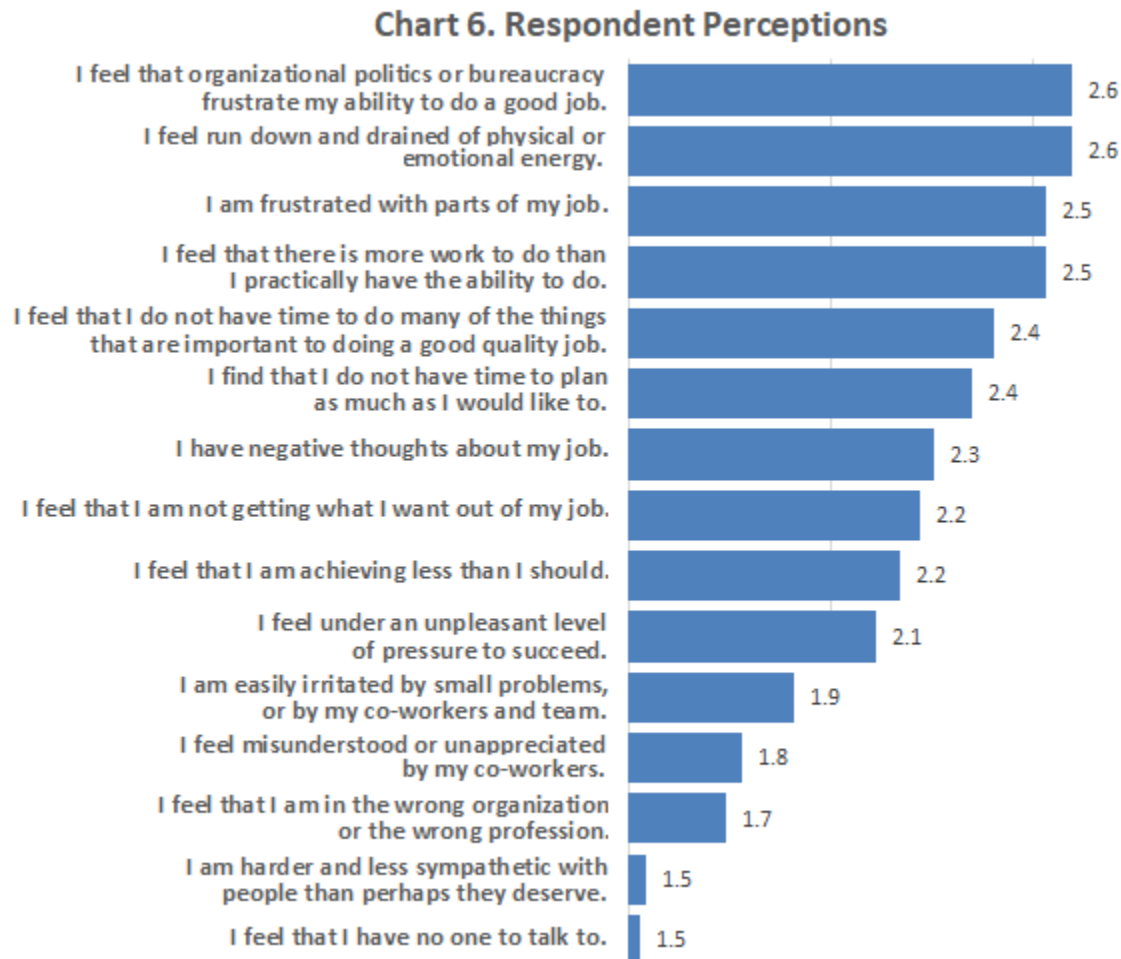 Chart 6. Respondent Perceptions
I feel that organizational politics or bureaucracy
frustrate my ability to do a good job.
2.6
I feel run down and drained of physical or
emotional energy.
2.6
I am frustrated with parts of my job.
2.5
I feel that there is more work to do than
I practically have the ability to do.
2.5
I feel that I do not have time to do many of the things
that are important to doing a good quality job.
2.4
I find that I do not have time to plan
as much as I would like to.
2.4
I have negative thoughts about my job.
2.3
I feel that I am not getting what I want out of my job.
2.2
I feel that I am achieving less than I should.
2.2
I feel under an unpleasant level
of pressure to succeed.
2.1
I am easily irritated by small problems,
or by my co-workers and team.
1.9
I feel misunderstood or unappreciated
by my co-workers.
1.8
I feel that I am in the wrong organization
or the wrong profession.
1.7
I am harder and less sympathetic with
people than perhaps they deserve.
1.5
I feel that I have no one to talk to.
1.5